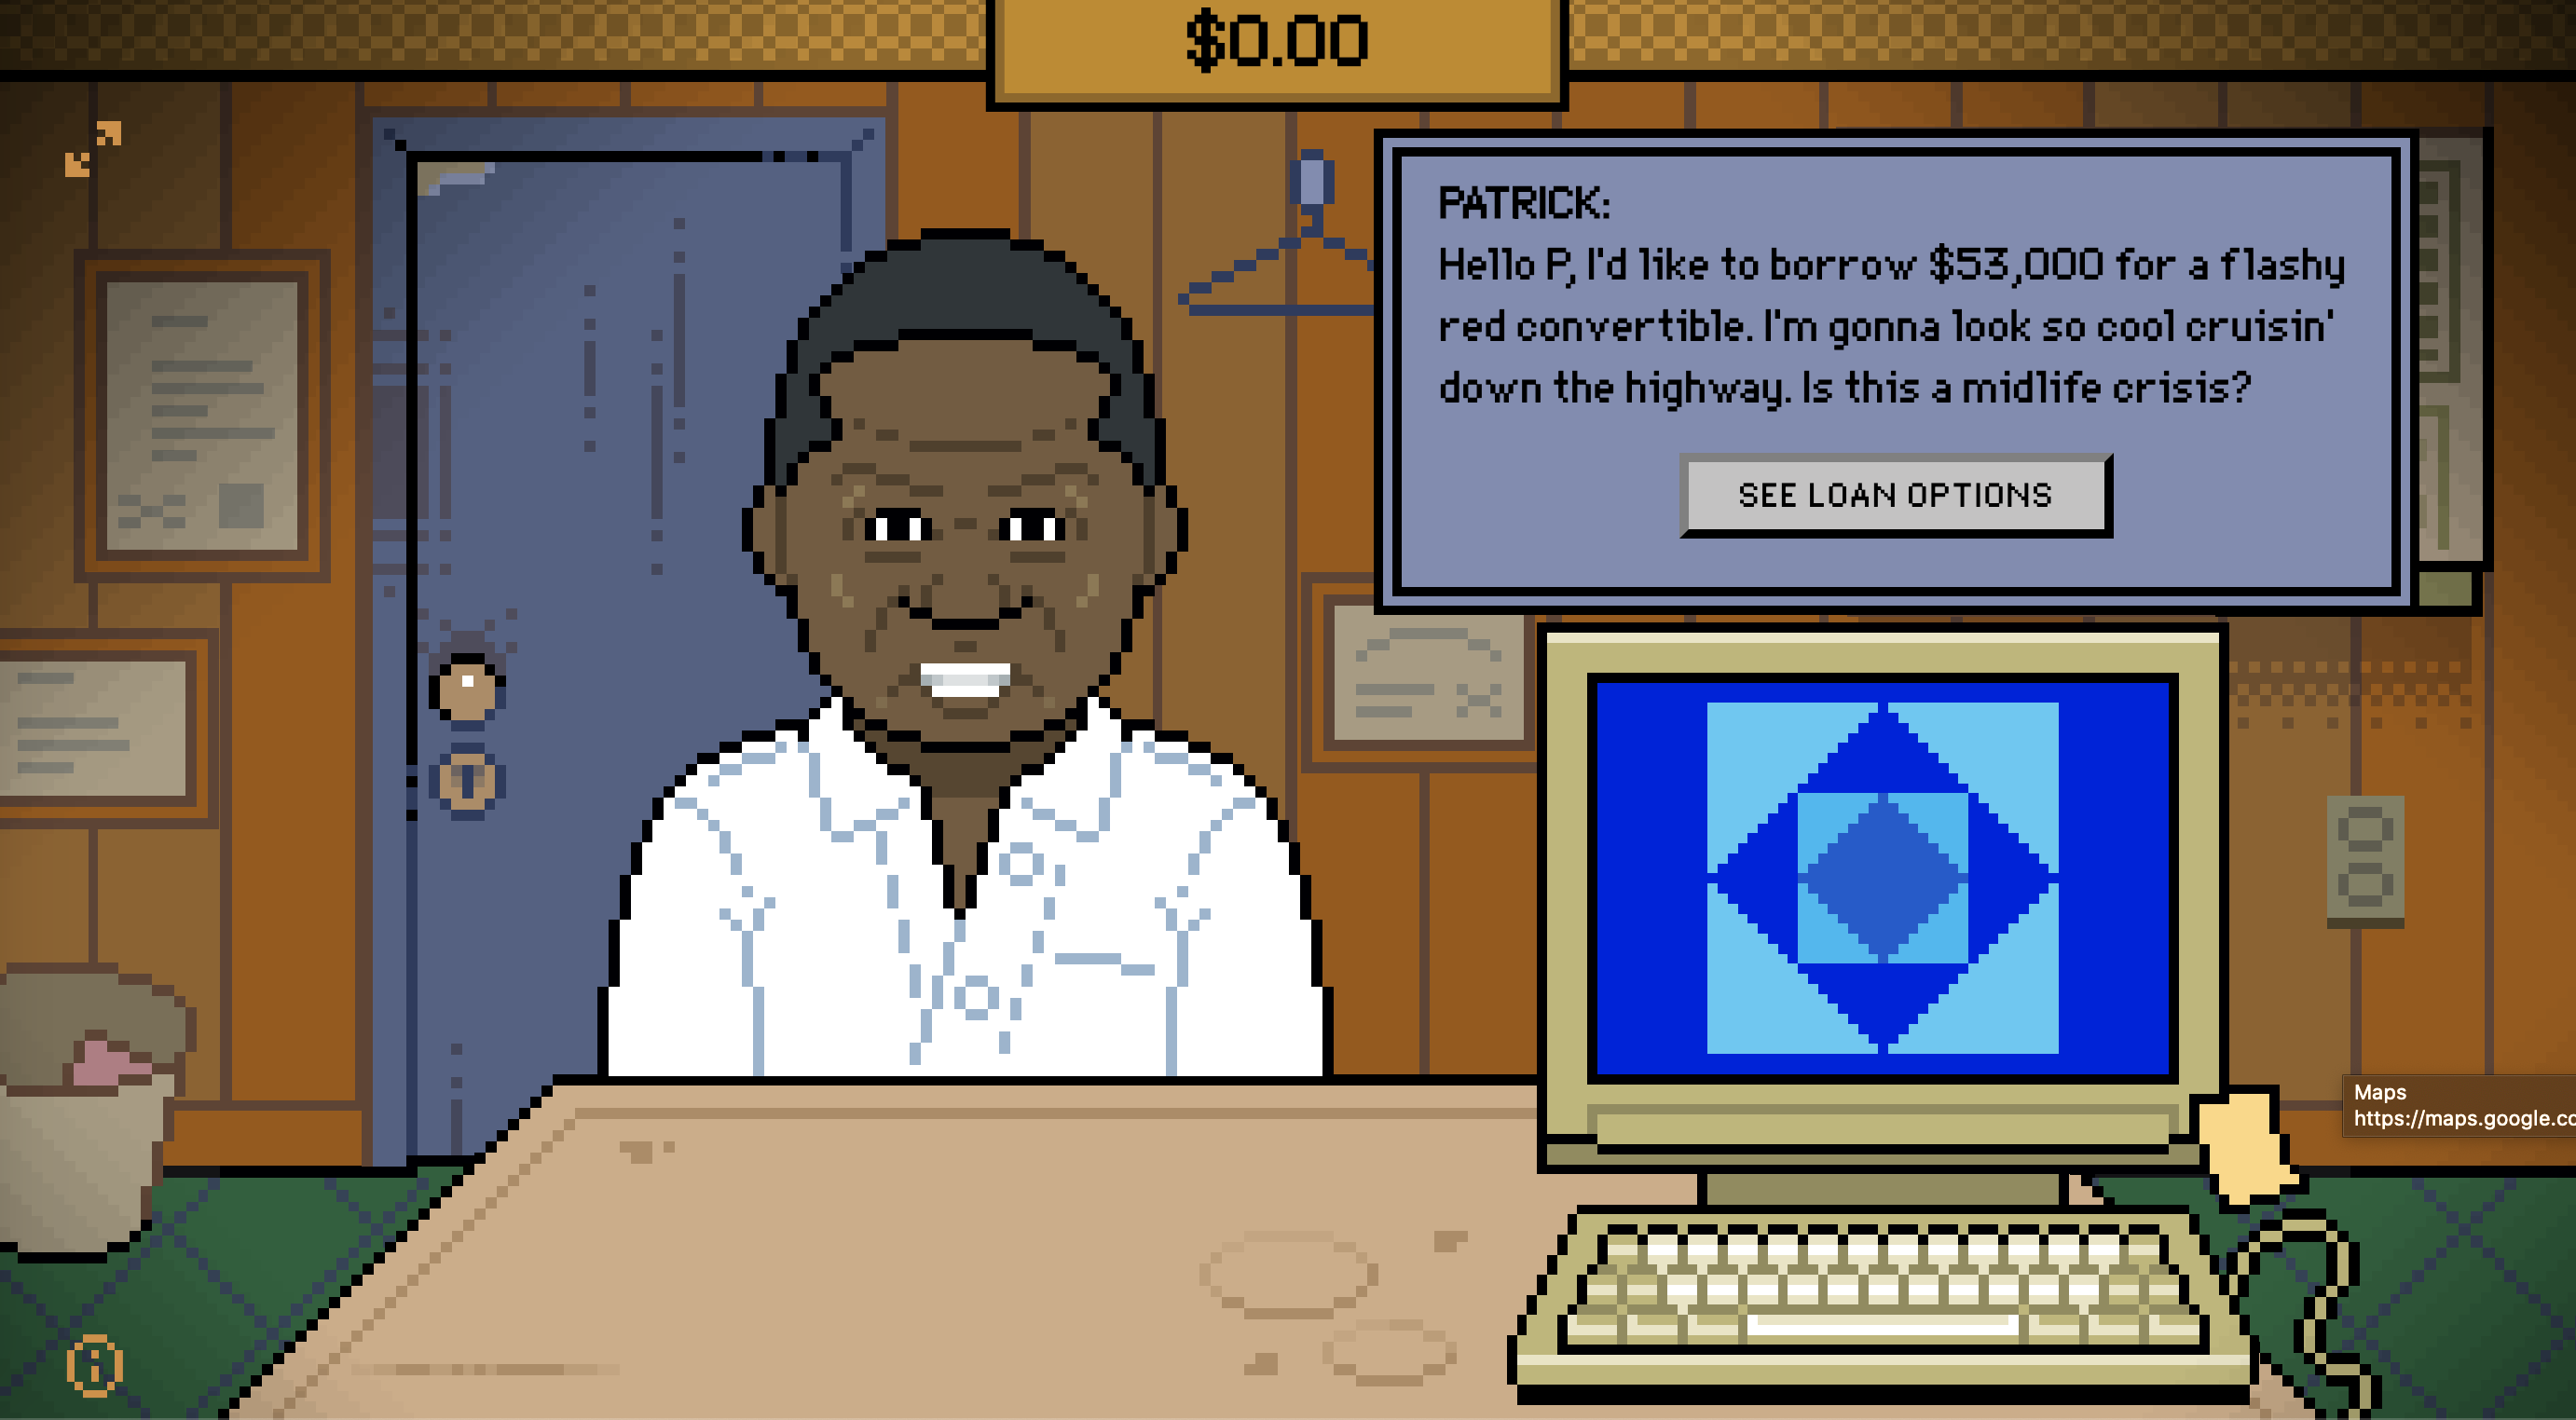 $0.00
PATRICK:
Hello P, I'd like to borrow $53,000 for a flashy
red convertible. I'm gonna look so cool cruisin'
down the highway. Is this a midlife crisis?
SEE LOAN OPTIONS
Maps
https://maps.google.co